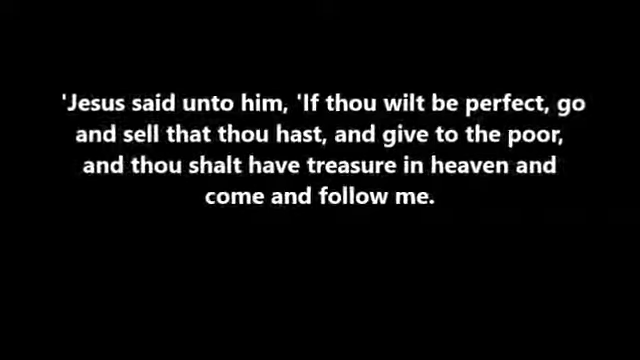 'Jesus said unto him, 'If thou wilt be perfect, go
and sell that thou hast, and give to the poor,
and thou shalt have treasure in heaven and
come and follow me.